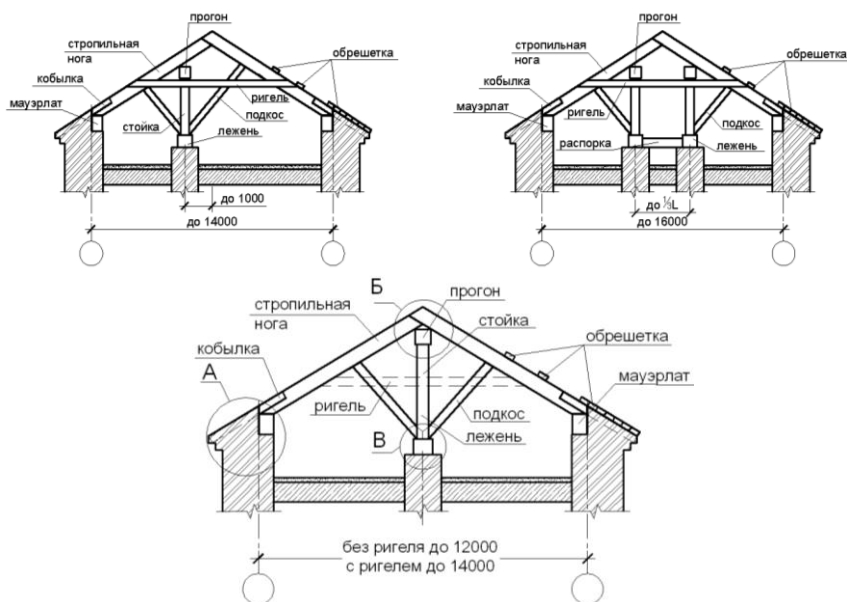 прогон
стропильная
нога
обрешетка
кобылка
мауэрлат
ригель
подкос
стойка
лежень
до 1000
до 14000
прогон
стропильная
нога
обрешетка
кобылка
мауэрлат
ригель
подкос
распорка
лежень
до ⅓L
до 16000
Б
прогон
стропильная
нога
стойка
обрешетка
кобылка
А
мауэрлат
ригель
подкос
В
лежень
без ригеля до 12000
с ригелем до 14000